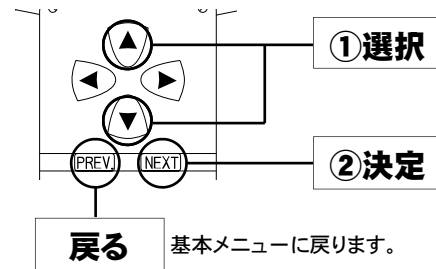 ①選択
PREV.
NEXT
②決定
戻る
基本メニューに戻ります。